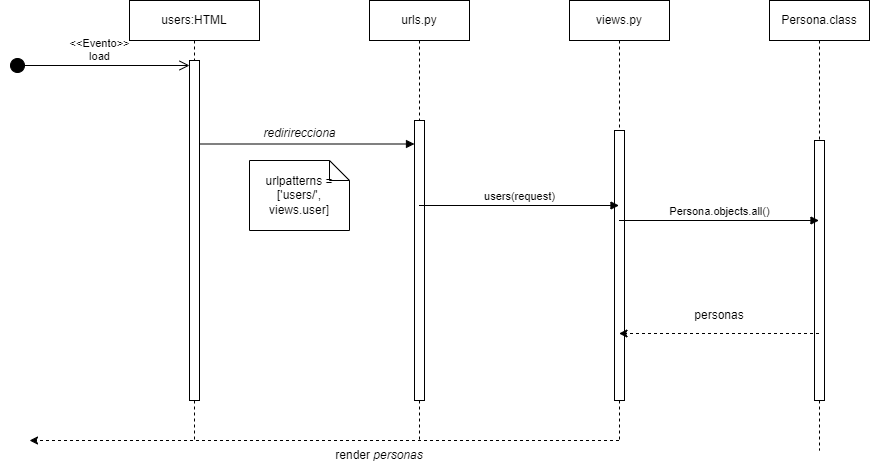 users:HTML
urls.py
views.py
Persona.class
<<Evento>>
load
redirirecciona
urlpatterns =
['users/',
views.user]
users(request)
Persona.objects.all()
personas
render personas